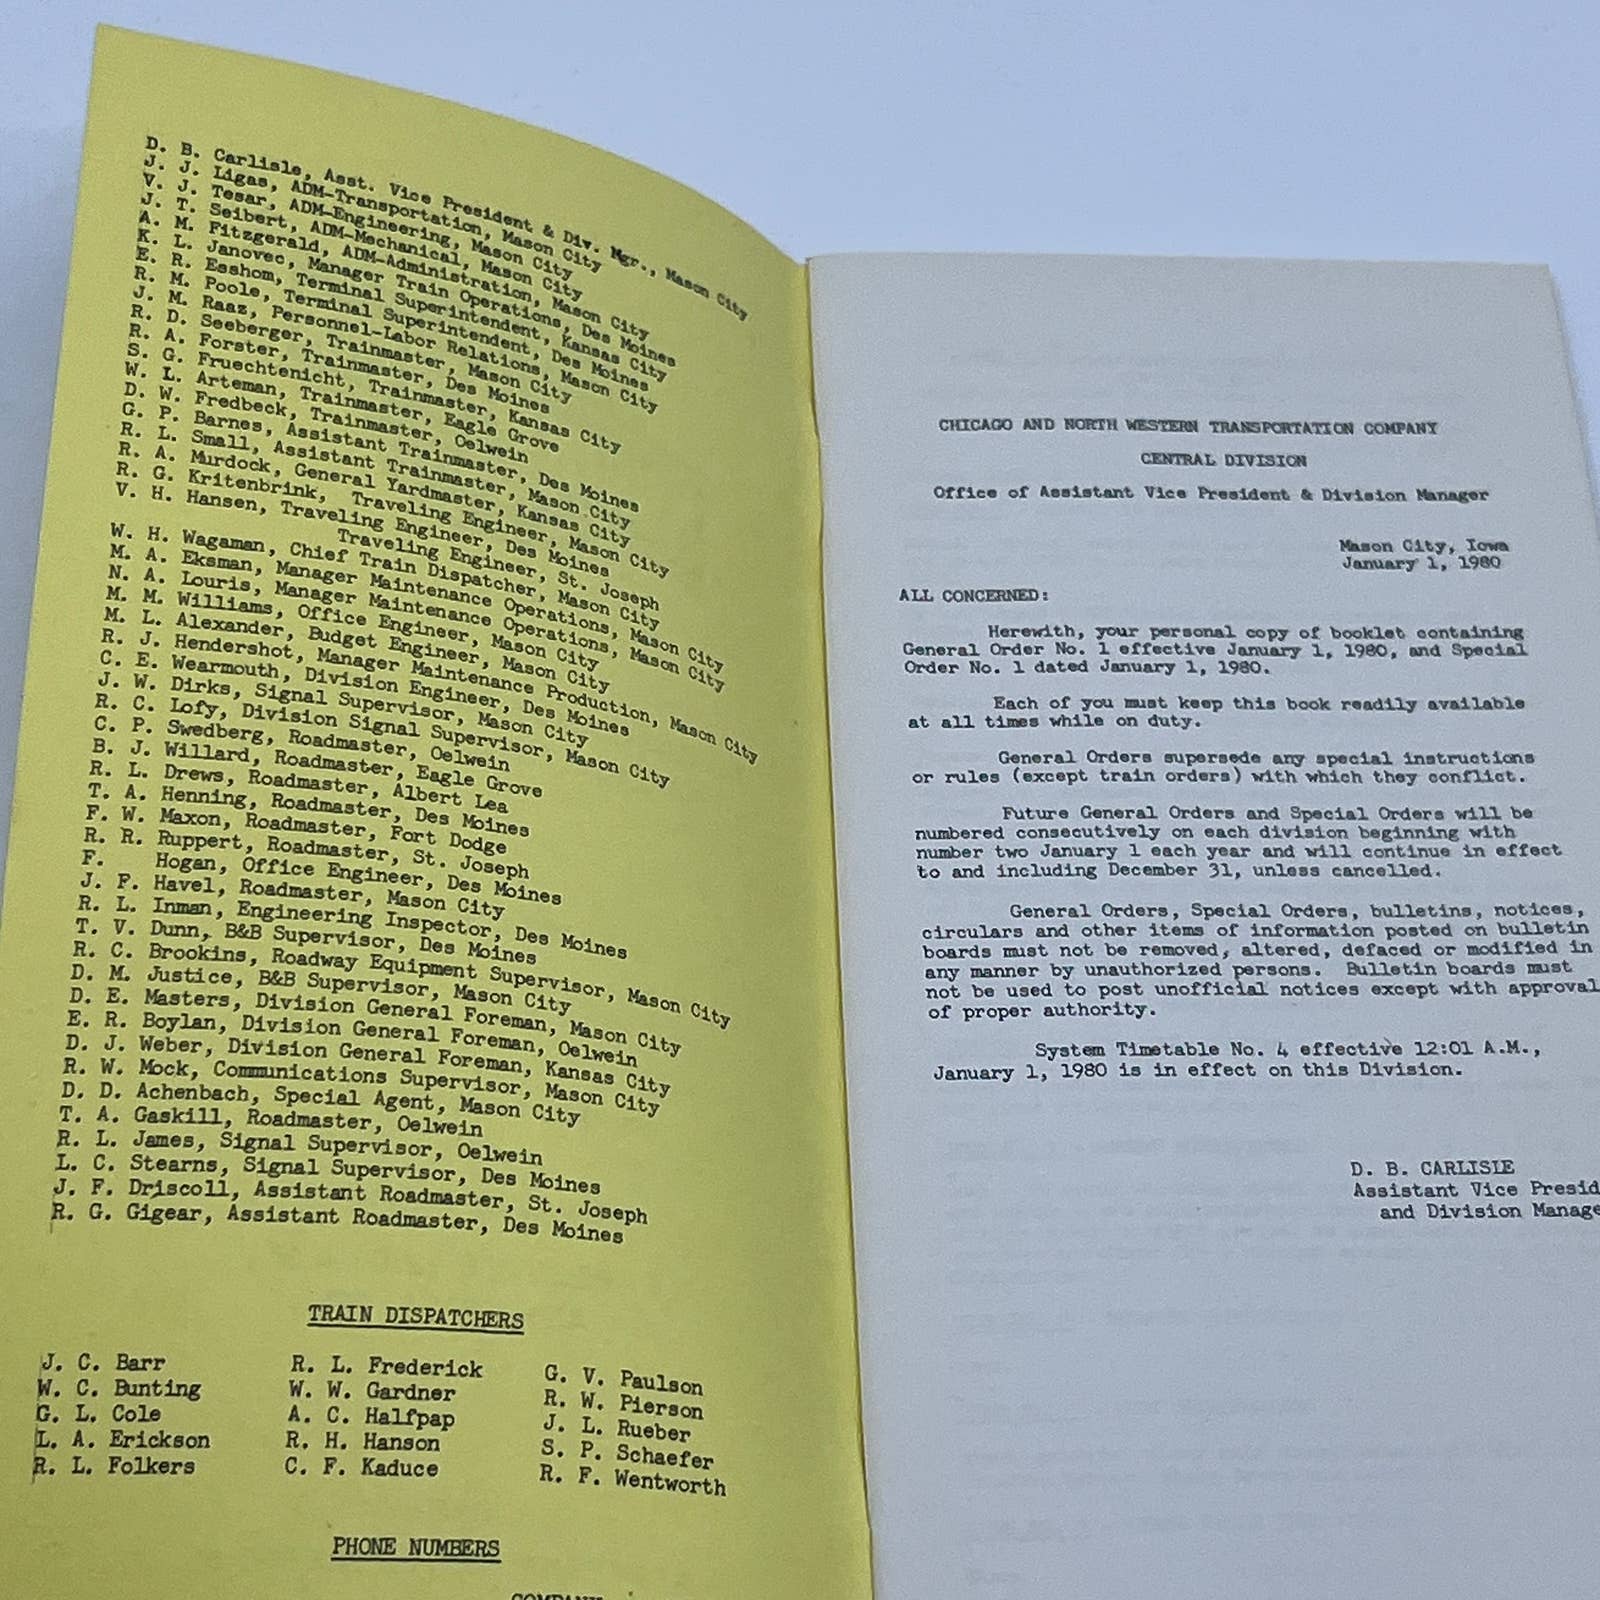 D. B. Carlisle, Asst. Vice President & Div. Mgr., Mason City
J. J. Ligas, ADM-Transportation, Mason City
V. J. Tesar, ADM-Engineering, Mason City
J. T. Seibert, ADM-Mechanical, Mason City
A. M. Fitzgerald, ADM-Administration, Mason City
K. L. Janovec, Manager Train Operations, Des Moines
E. R. Esshom, Terminal Superintendent, Kansas City
R. M. Poole, Terminal Superintendent, Des Moines
J. M. Raaz, Personnel-Labor Relations, Mason City
R. D. Seeberger, Trainmaster, Mason City
R. A. Forster, Trainmaster, Des Moines
S. G. Fruechtenicht, Trainmaster, Kansas City
W. L. Arteman, Trainmaster, Eagle Grove
D. W. Fredbeck, Trainmaster, Oelwein
G. P. Barnes, Assistant Trainmaster, Des Moines
R. L. Small, Assistant Trainmaster, Mason City
R. A. Murdock, General Yardmaster, Kansas City
R. G. Kritenbrink, Traveling Engineer, Mason City
V. H. Hansen, Traveling Engineer, Des Moines
Traveling Engineer, St. Joseph
W. H. Wagaman, Chief Train Dispatcher, Mason City
M. A. Eksman, Manager Maintenance Operations, Mason City
N. A. Louris, Manager Maintenance Operations, Mason City
M. M. Williams, Office Engineer, Mason City
M. L. Alexander, Budget Engineer, Mason City
R. J. Hendershot, Manager Maintenance Production, Mason City
C. E. Wearmouth, Division Engineer, Des Moines
J. W. Dirks, Signal Supervisor, Mason City
R. C. Lofy, Division Signal Supervisor, Mason City
C. P. Swedberg, Roadmaster, Oelwein
B. J. Willard, Roadmaster, Eagle Grove
R. L. Drews, Roadmaster, Albert Lea
T. A. Henning, Roadmaster, Des Moines
F. W. Maxon, Roadmaster, Fort Dodge
R. R. Ruppert, Roadmaster, St. Joseph
F. Hogan, Office Engineer, Des Moines
J. F. Havel, Roadmaster, Mason City
R. L. Inman, Engineering Inspector, Des Moines
T. V. Dunn, B&B Supervisor, Des Moines
R. C. Brookins, Roadway Equipment Supervisor, Mason City
D. M. Justice, B&B Supervisor, Mason City
D. E. Masters, Division General Foreman, Mason City
E. R. Boylan, Division General Foreman, Oelwein
D. J. Weber, Division General Foreman, Kansas City
R. W. Mock, Communications Supervisor, Mason City
D. D. Achenbach, Special Agent, Mason City
T. A. Gaskill, Roadmaster, Oelwein
R. L. James, Signal Supervisor, Oelwein
L. C. Stearns, Signal Supervisor, Des Moines
J. F. Driscoll, Assistant Roadmaster, St. Joseph
R. G. Gigear, Assistant Roadmaster, Des Moines
TRAIN DISPATCHERS
J. C. Barr R. L. Frederick G. V. Paulson
W. C. Bunting W. W. Gardner R. W. Pierson
G. L. Cole A. C. Halfpap J. L. Rueber
L. A. Erickson R. H. Hanson S. P. Schaefer
R. L. Folkers C. F. Kaduce R. F. Wentworth
PHONE NUMBERS
COMPANY
CHICAGO AND NORTH WESTERN TRANSPORTATION COMPANY
CENTRAL DIVISION
Office of Assistant Vice President & Division Manager
Mason City, Iowa
January 1, 1980
ALL CONCERNED:
Herewith, your personal copy of booklet containing
General Order No. 1 effective January 1, 1980, and Special
Order No. 1 dated January 1, 1980.
Each of you must keep this book readily available
at all times while on duty.
General Orders supersede any special instructions
or rules (except train orders) with which they conflict.
Future General Orders and Special Orders will be
numbered consecutively on each division beginning with
number two January 1 each year and will continue in effect
to and including December 31, unless cancelled.
General Orders, Special Orders, bulletins, notices,
circulars and other items of information posted on bulletin
boards must not be removed, altered, defaced or modified in
any manner by unauthorized persons. Bulletin boards must
not be used to post unofficial notices except with approval
of proper authority.
System Timetable No. 4 effective 12:01 A.M.,
January 1, 1980 is in effect on this Division.
D. B. CARLISLE
Assistant Vice Presid
and Division Manage